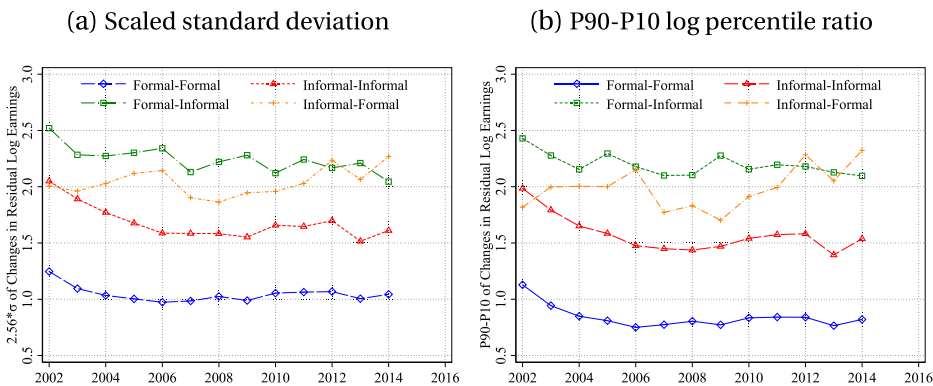 (a) Scaled standard deviation
2.56*σ of Changes in Residual Log Earnings
3.0
2.5
2.0
1.5
1.0
0.5
Formal-Formal
Informal-Informal
Formal-Informal
Informal-Formal
2002 2004 2006 2008 2010 2012 2014 2016
(b) P90-P10 log percentile ratio
P90-P10 of Changes in Residual Log Earnings
3.0
2.5
2.0
1.5
1.0
0.5
Formal-Formal
Informal-Informal
Formal-Informal
Informal-Formal
2002 2004 2006 2008 2010 2012 2014 2016